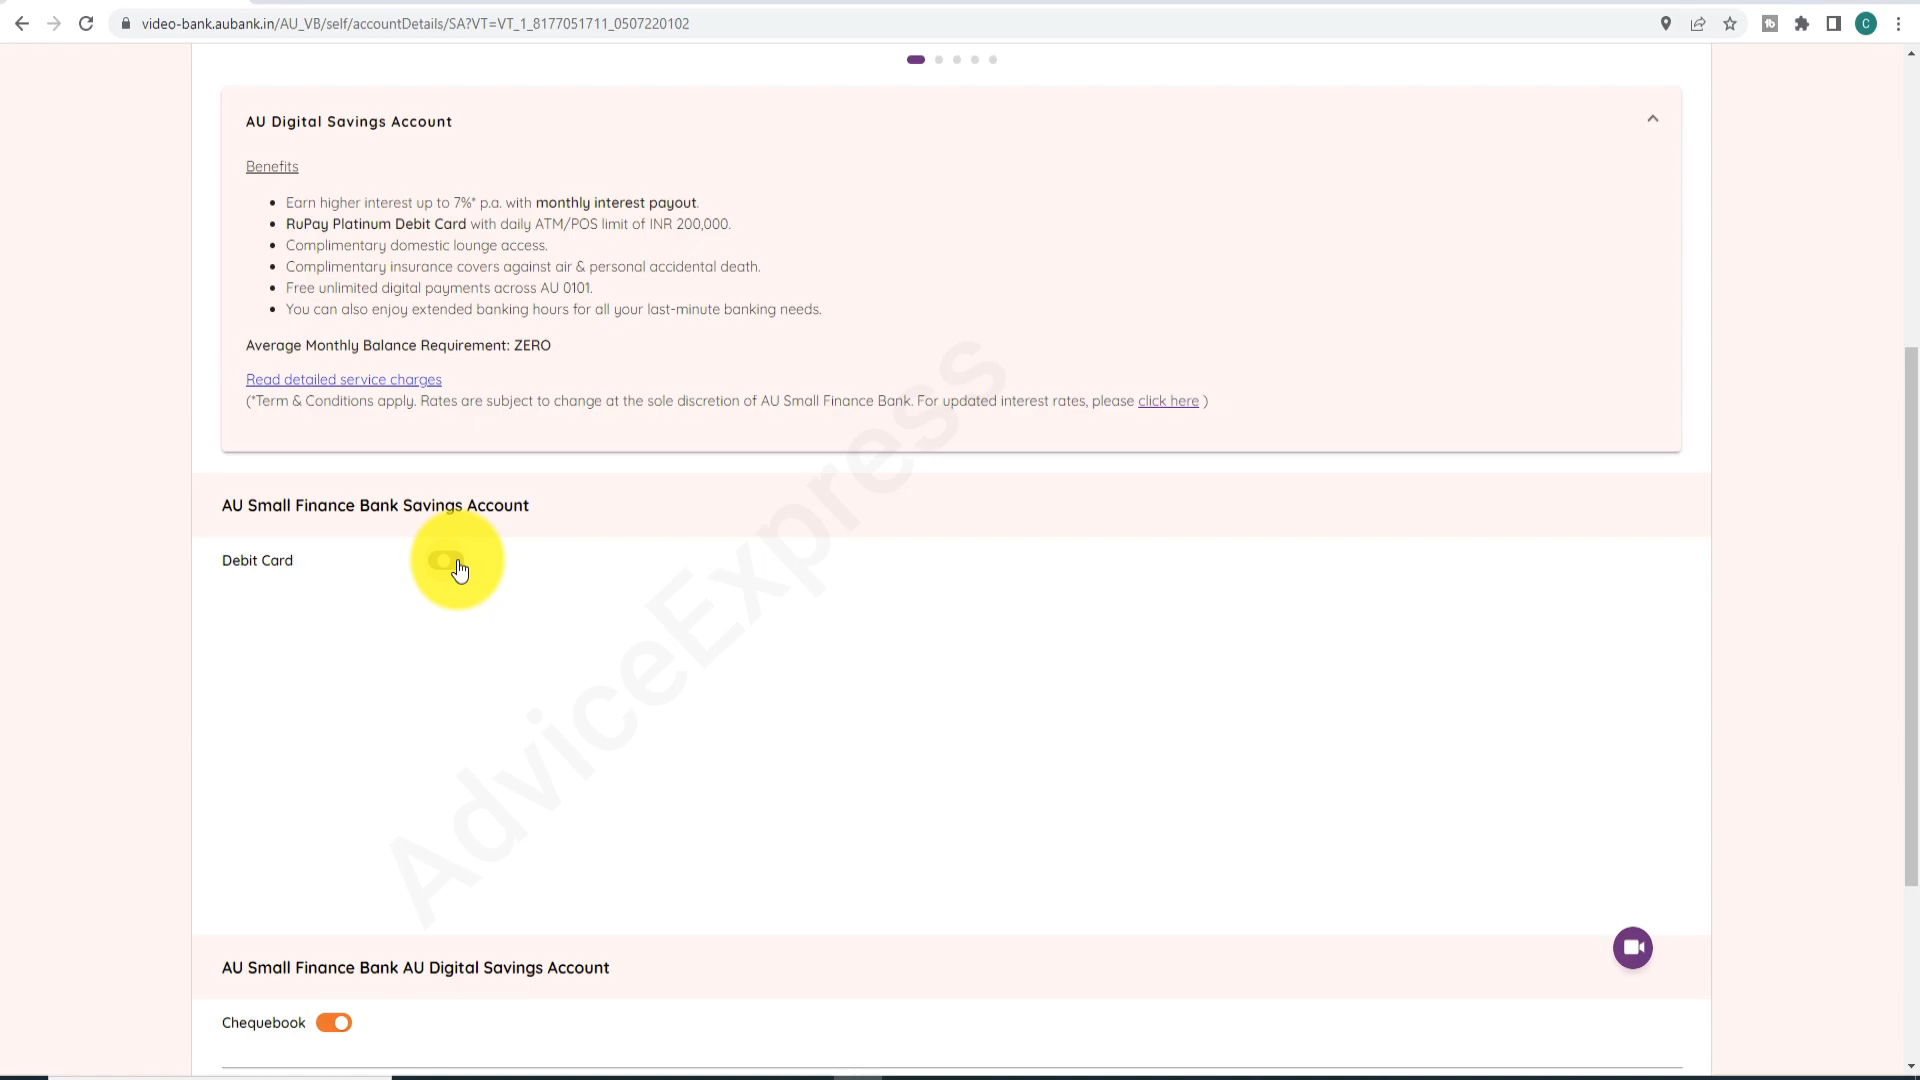 video-bank.aubank.in/AU_VB/self/accountDetails/SA?VT=VT_1_8177051711_0507220102
C
AU Digital Savings Account
Benefits
Earn higher interest up to 7%* p.a. with monthly interest payout.
RuPay Platinum Debit Card with daily ATM/POS limit of INR 200,000.
Complimentary domestic lounge access.
Complimentary insurance covers against air & personal accidental death.
Free unlimited digital payments across AU 0101.
You can also enjoy extended banking hours for all your last-minute banking needs.
Average Monthly Balance Requirement: ZERO
Read detailed service charges
(*Term & Conditions apply. Rates are subject to change at the sole discretion of AU Small Finance Bank. For updated interest rates, please click here )
AU Small Finance Bank Savings Account
Debit Card
AdviceExpress
AU Small Finance Bank AU Digital Savings Account
Chequebook